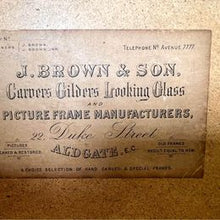 J. BROWN TELEPHONE Nº AVENUE 7777.
J. BROWN & SON.
Carvers Gilders Looking Glass
AND
PICTURE FRAME MANUFACTURERS,
22 Duke Street
ALDGATE, E.C.
PICTURES OLD FRAMES
CLEANED & RESTORED. REGILT EQUAL TO NEW.
A CHOICE SELECTION OF HAND CARVED & SPECIAL FRAMES.